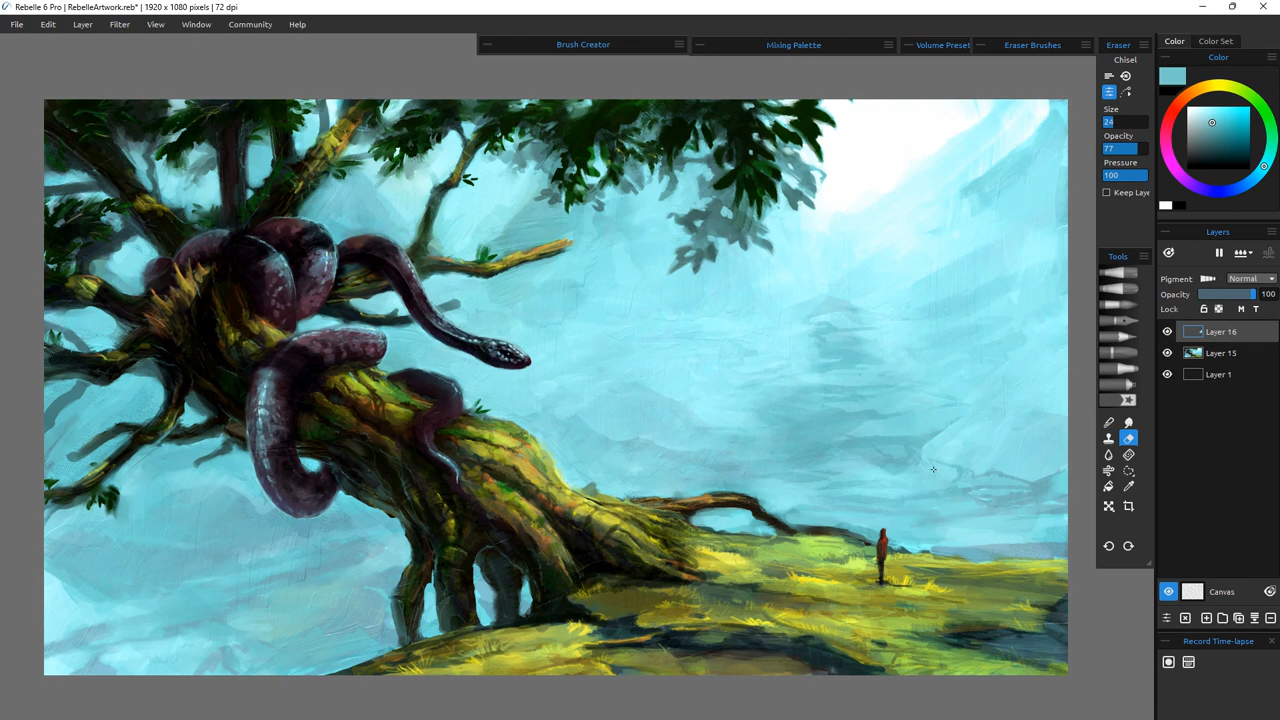 Rebelle 6 Pro | RebelleArtwork.reb* | 1920 x 1080 pixels | 72 dpi
File Edit Layer Filter View Window Community Help
Brush Creator
Mixing Palette
Volume Preset
Eraser Brushes
Eraser
Chisel
Size
24
Opacity
77
Pressure
100
Keep Laye
Color Color Set
Color
Layers
Pigment Normal
Opacity 100
Lock M T
Layer 16
Layer 15
Layer 1
Canvas
Tools
Record Time-lapse